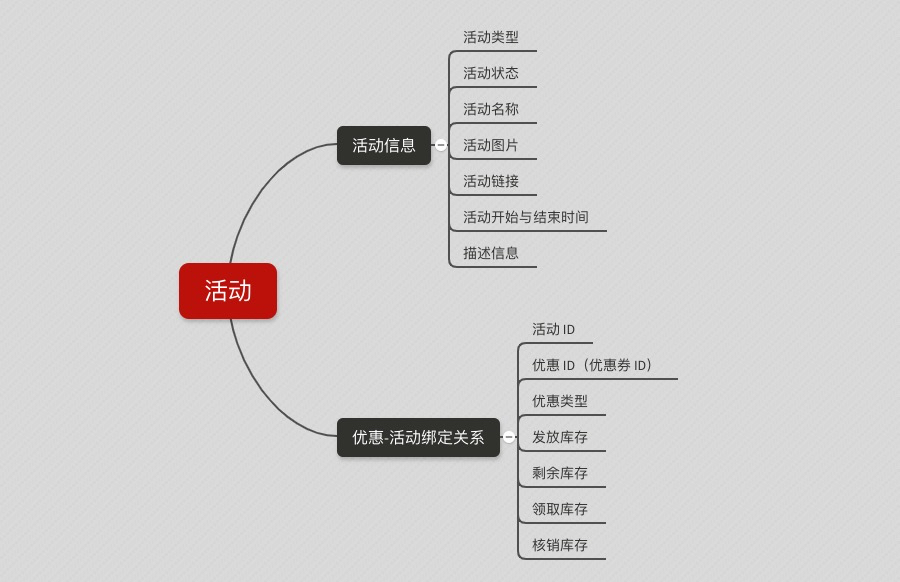 活动
活动信息
活动类型
活动状态
活动名称
活动图片
活动链接
活动开始与结束时间
描述信息
优惠-活动绑定关系
活动 ID
优惠 ID（优惠券 ID）
优惠类型
发放库存
剩余库存
领取库存
核销库存